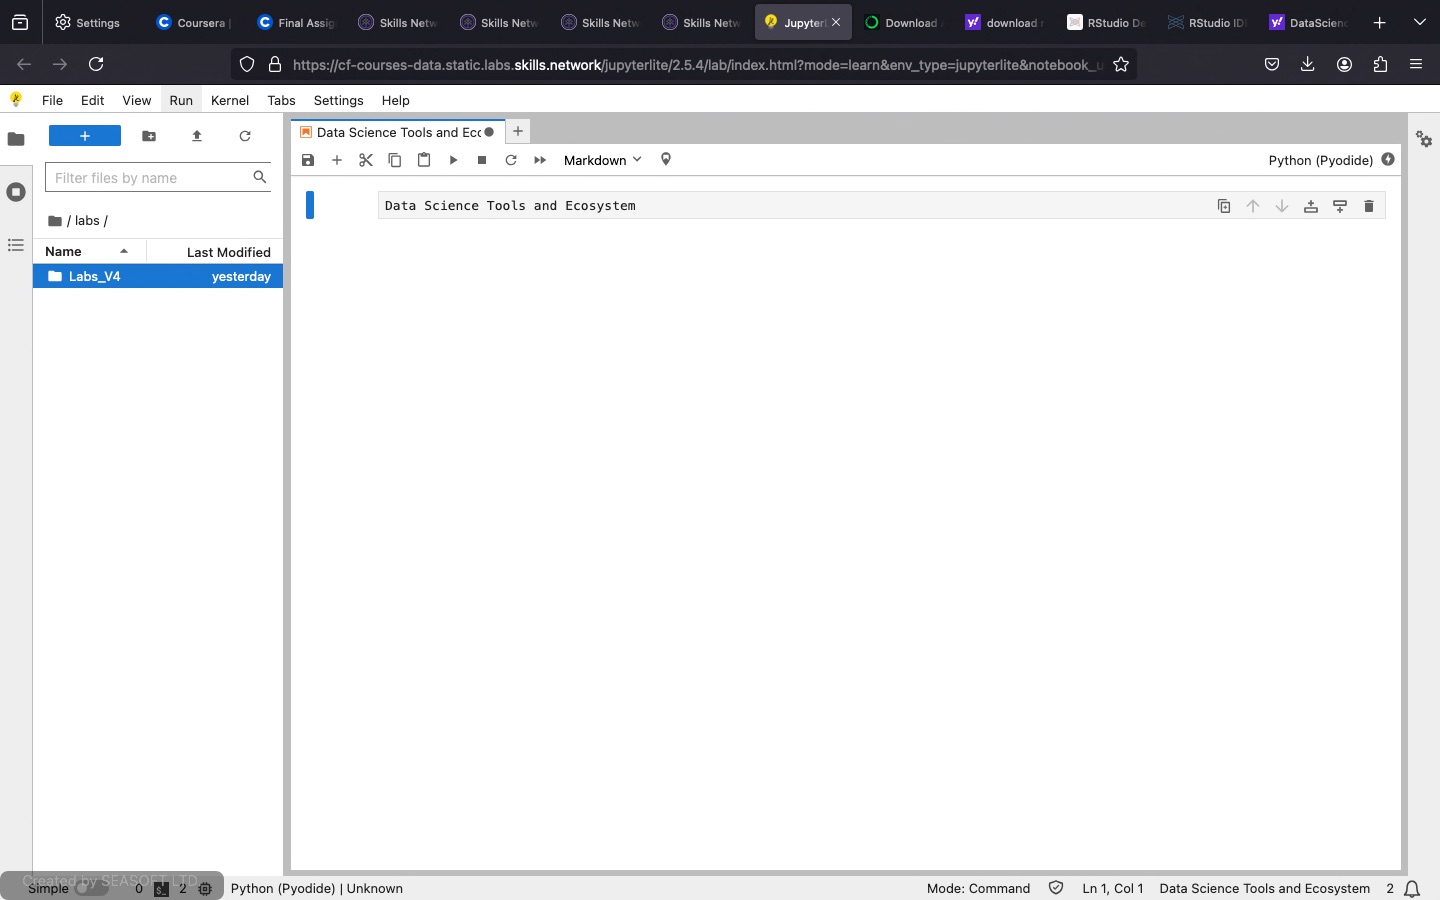 Settings
Coursera |
Final Assig
Skills Netw
Skills Netw
Skills Netw
Skills Netw
Jupyterl
Download
download r
RStudio De
RStudio IDE
DataScienc
https://cf-courses-data.static.labs.skills.network/jupyterlite/2.5.4/lab/index.html?mode=learn&env_type=jupyterlite&notebook_u
File Edit View Run Kernel Tabs Settings Help
Data Science Tools and Eco
Filter files by name
Markdown
Python (Pyodide)
/ labs /
Data Science Tools and Ecosystem
Name Last Modified
Labs_V4 yesterday
Created by SEASOFT LTD
Simple 0 $_ 2 Python (Pyodide) | Unknown Mode: Command Ln 1, Col 1 Data Science Tools and Ecosystem 2